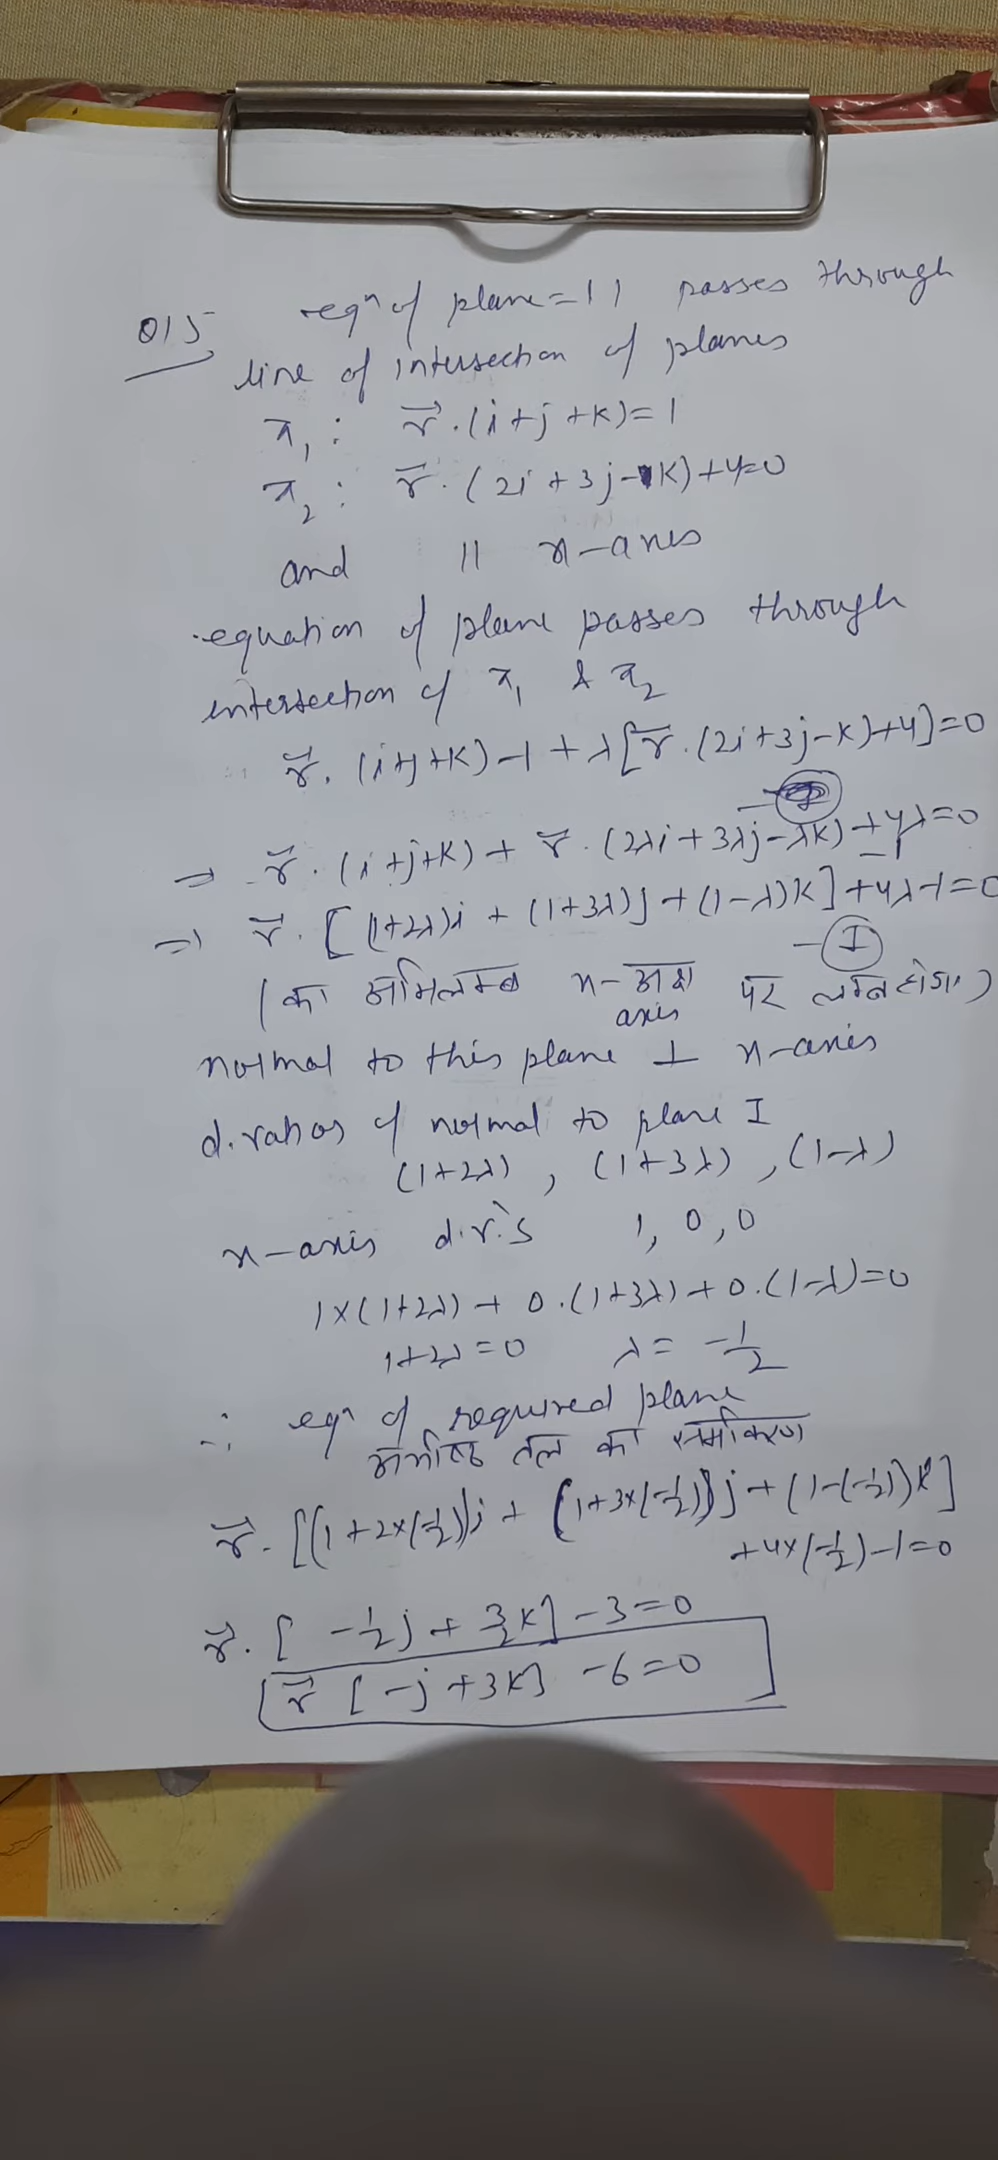 Q15 eqⁿ of plane = || passes through
line of intersection of planes
π₁ : r⃗.(i+j+k)=1
π₂ : r⃗.(2i+3j-k)+4=0
and || x-axes
equation of plane passes through
intersection of π₁ & π₂
r⃗.(i+j+k)-1+λ[r⃗.(2i+3j-k)+4]=0
⇒ r⃗.(i+j+k)+r⃗.(2λi+3λj-λk)+4λ-1=0
⇒ r⃗.[(1+2λ)i+(1+3λ)j+(1-λ)k]+4λ-1=0
-(I)
(का अभिलम्ब x-अक्ष पर लम्ब होगा)
axis
normal to this plane ⊥ x-axis
d.ratios of normal to plane I
(1+2λ), (1+3λ), (1-λ)
x-axis d.r.'s 1, 0, 0
1×(1+2λ)+0.(1+3λ)+0.(1-λ)=0
1+2λ=0 λ= -1/2
∴ eqⁿ of required plane
अभीष्ट तल का समीकरण
r⃗.[(1+2×(-1/2))i+(1+3×(-1/2))j+(1-(-1/2))k]
+4×(-1/2)-1=0
r⃗.[-1/2j+3/2k]-3=0
r⃗[-j+3k]-6=0